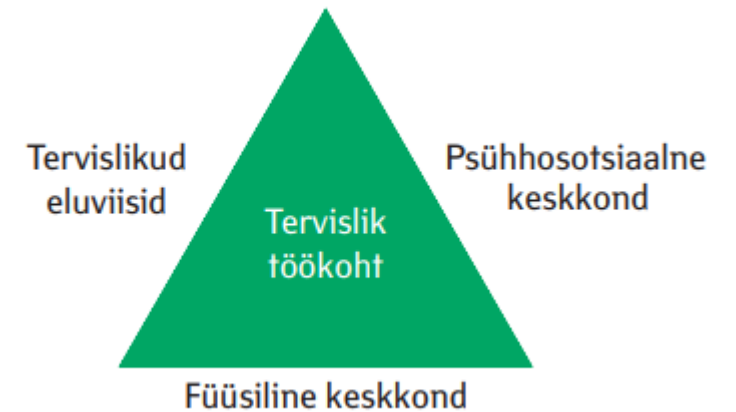 Tervislikud
eluviisid
Psühhosotsiaalne
keskkond
Tervislik
töökoht
Füüsiline keskkond